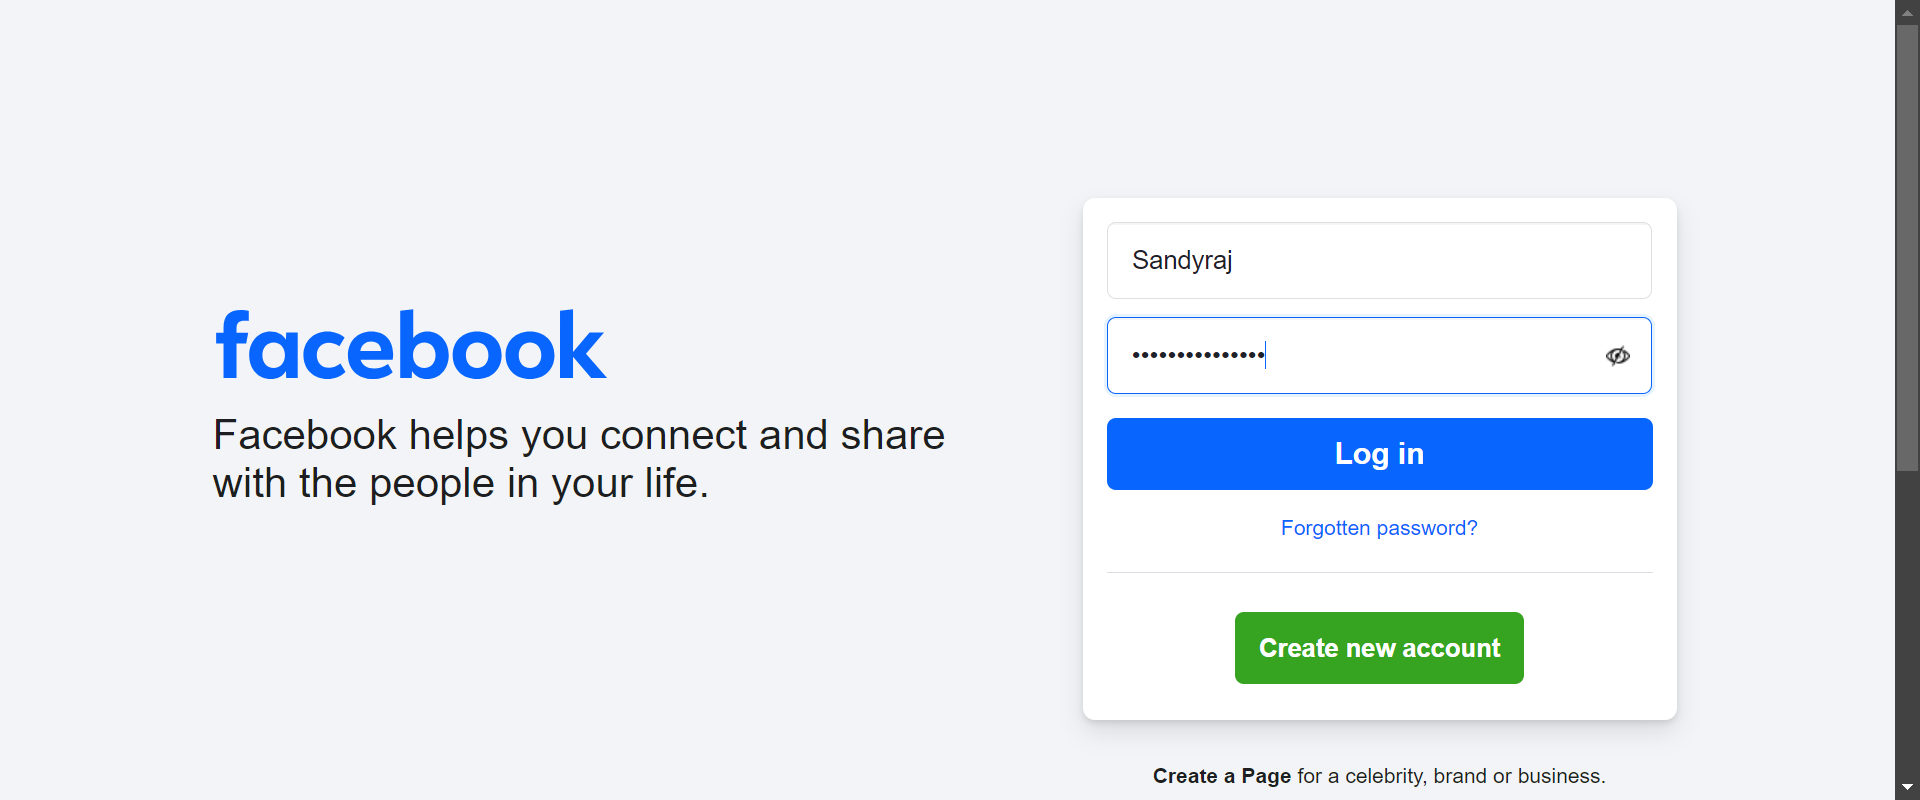 facebook
Facebook helps you connect and share
with the people in your life.
Sandyraj
•••••••••••••••
Log in
Forgotten password?
Create new account
Create a Page for a celebrity, brand or business.